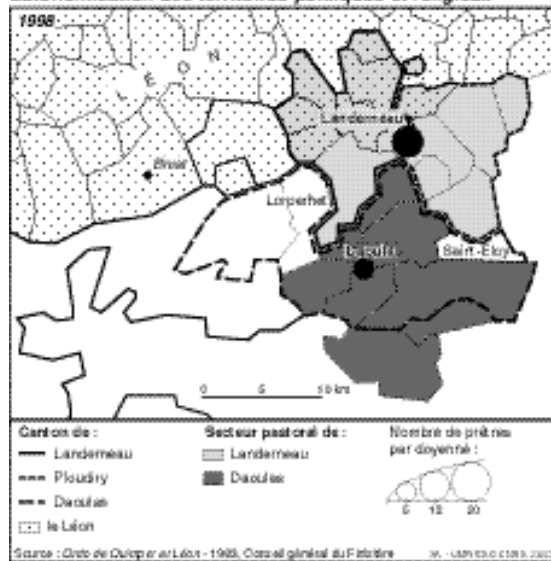 1998
LÉON
Landerneau
Brest
Loperhet
Daoulas
Saint-Eloy
0 5 10 km
Canton de :
Landerneau
Ploudiry
Daoulas
le Léon
Secteur pastoral de :
Landerneau
Daoulas
Nombre de prêtres
par doyenné :
5 10 20
Source : Ordo de Quimper et Léon - 1998, Conseil général du Finistère